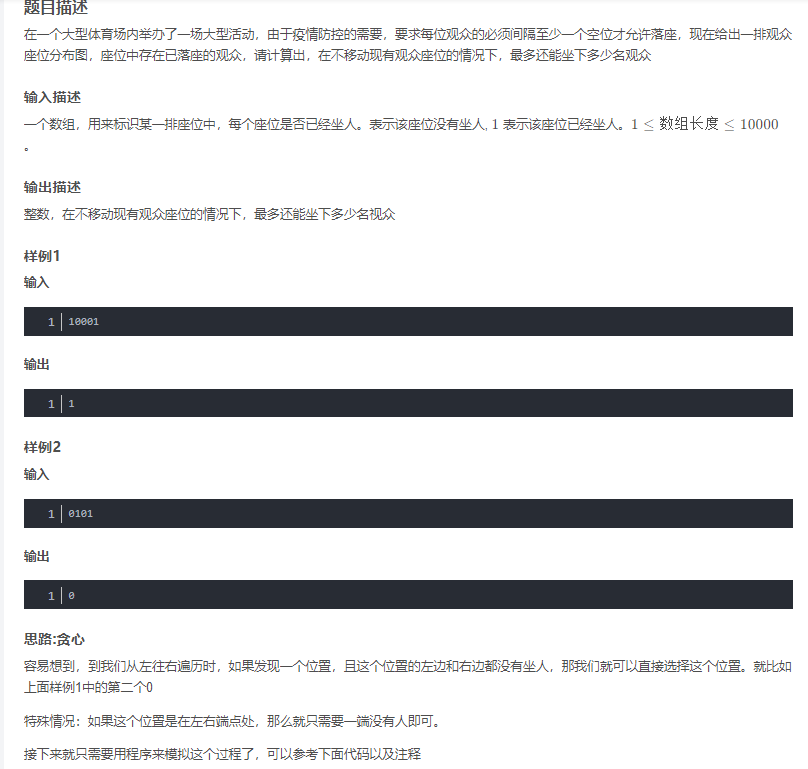 题目描述
在一个大型体育场内举办了一场大型活动，由于疫情防控的需要，要求每位观众的必须间隔至少一个空位才允许落座，现在给出一排观众
座位分布图，座位中存在已落座的观众，请计算出，在不移动现有观众座位的情况下，最多还能坐下多少名观众
输入描述
一个数组，用来标识某一排座位中，每个座位是否已经坐人。表示该座位没有坐人, 1 表示该座位已经坐人。1 ≤ 数组长度 ≤ 10000
。
输出描述
整数，在不移动现有观众座位的情况下，最多还能坐下多少名视众
样例1
输入
1 10001
输出
1 1
样例2
输入
1 0101
输出
1 0
思路:贪心
容易想到，到我们从左往右遍历时，如果发现一个位置，且这个位置的左边和右边都没有坐人，那我们就可以直接选择这个位置。就比如
上面样例1中的第二个0
特殊情况：如果这个位置是在左右端点处，那么就只需要一端没有人即可。
接下来就只需要用程序来模拟这个过程了，可以参考下面代码以及注释